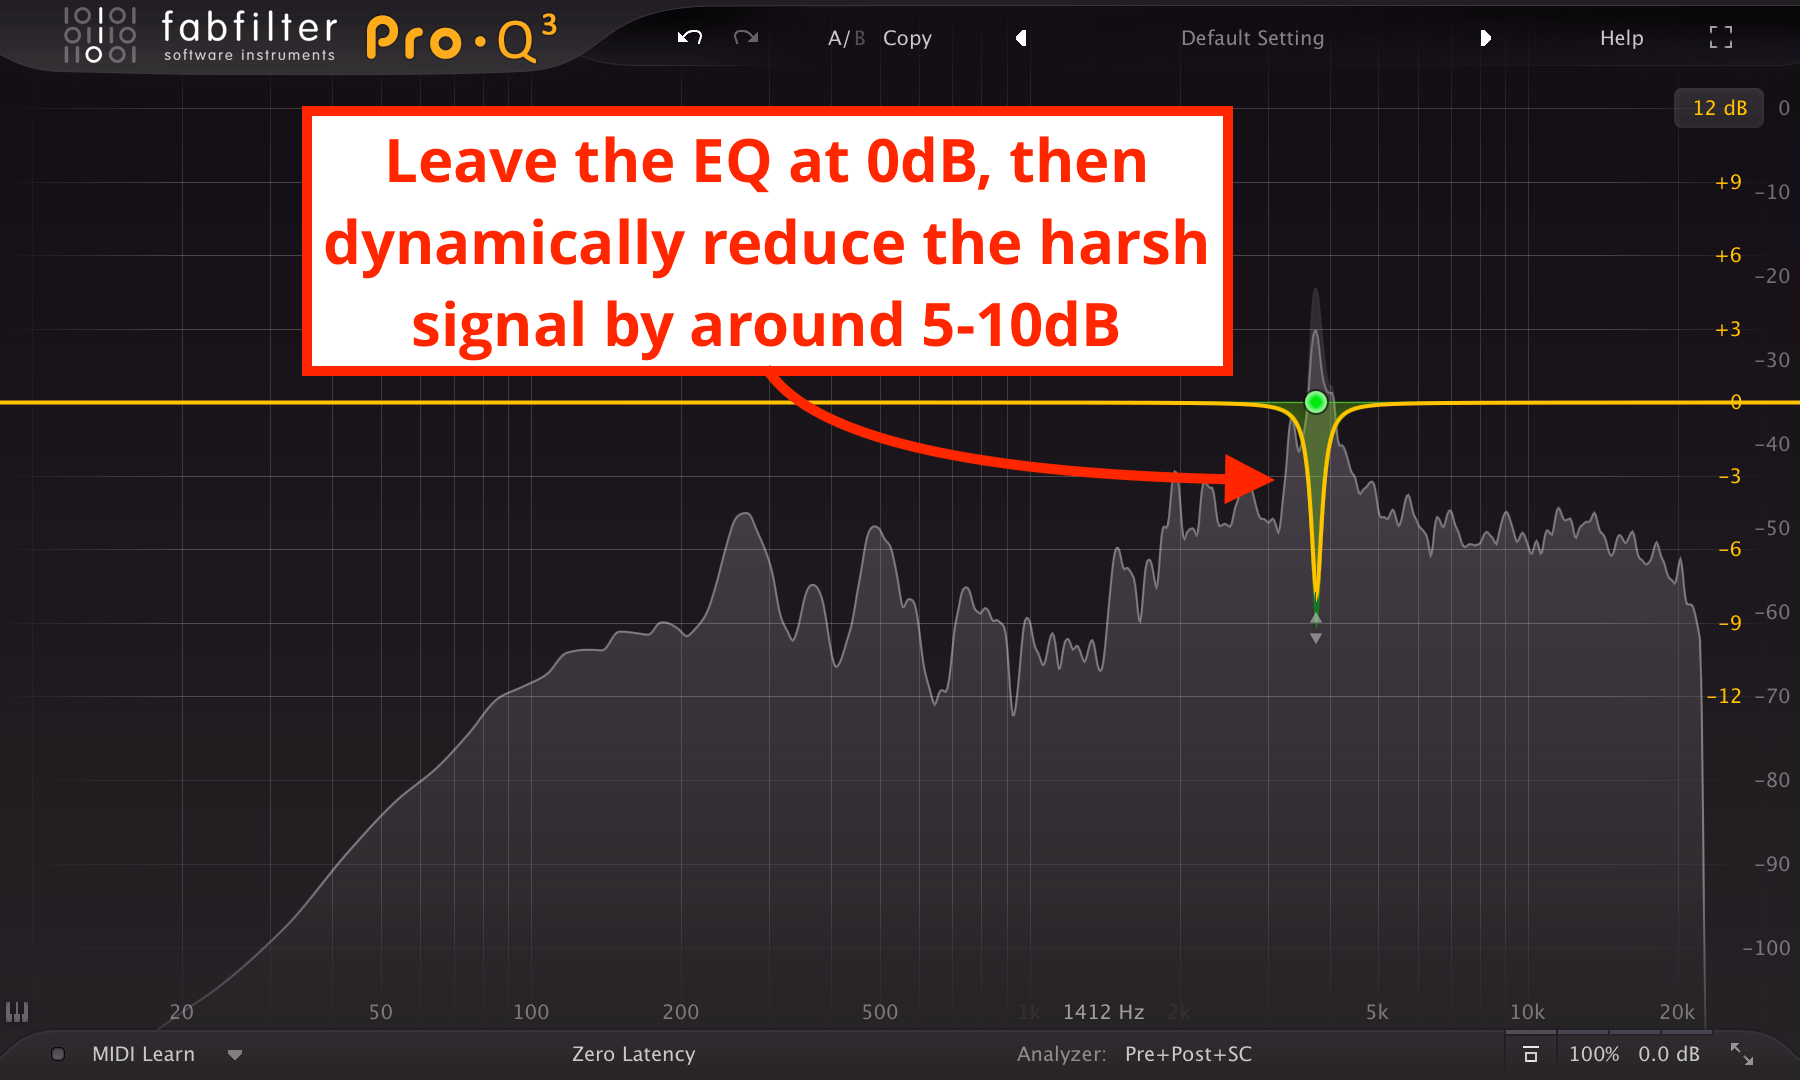 fabfilter
software instruments
Pro·Q³
A/B Copy
Default Setting
Help
12 dB 0
Leave the EQ at 0dB, then
dynamically reduce the harsh
signal by around 5-10dB
+9 -10
+6 -20
+3 -30
0
-40
-3
-50
-6
-60
-9
-12 -70
-80
-90
-100
20 50 100 200 500 1k 1412 Hz 2k 5k 10k 20k
MIDI Learn
Zero Latency
Analyzer: Pre+Post+SC
100% 0.0 dB